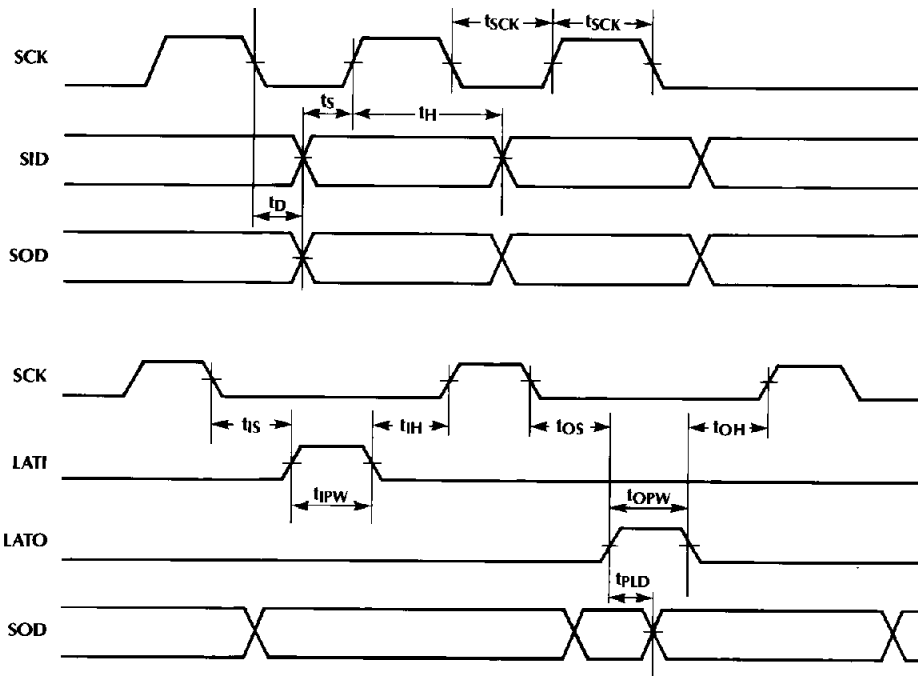 tSCK tSCK
SCK
tS tH
SID
tD
SOD
SCK
tIS tIH tOS tOH
LATI
tIPW tOPW
LATO
tPLD
SOD